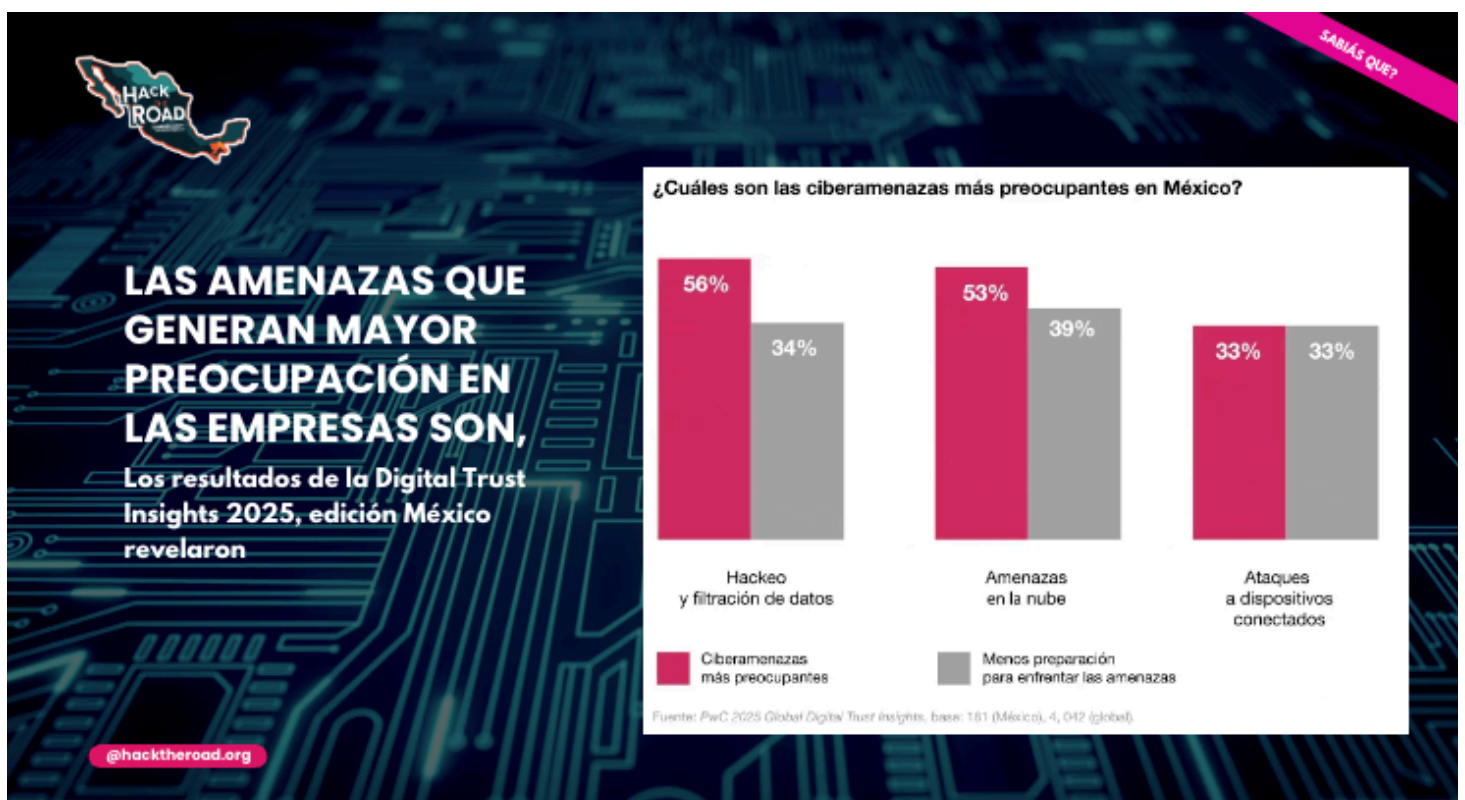 SABIÁS QUE?
HACK
ROAD
LAS AMENAZAS QUE
GENERAN MAYOR
PREOCUPACIÓN EN
LAS EMPRESAS SON,
Los resultados de la Digital Trust
Insights 2025, edición México
revelaron
@hacktheroad.org
¿Cuáles son las ciberamenazas más preocupantes en México?
56%
34%
53%
39%
33%
33%
Hackeo
y filtración de datos
Amenazas
en la nube
Ataques
a dispositivos
conectados
Ciberamenazas
más preocupantes
Menos preparación
para enfrentar las amenazas
Fuente: PwC 2025 Global Digital Trust Insights, base: 161 (México), 4, 042 (global).